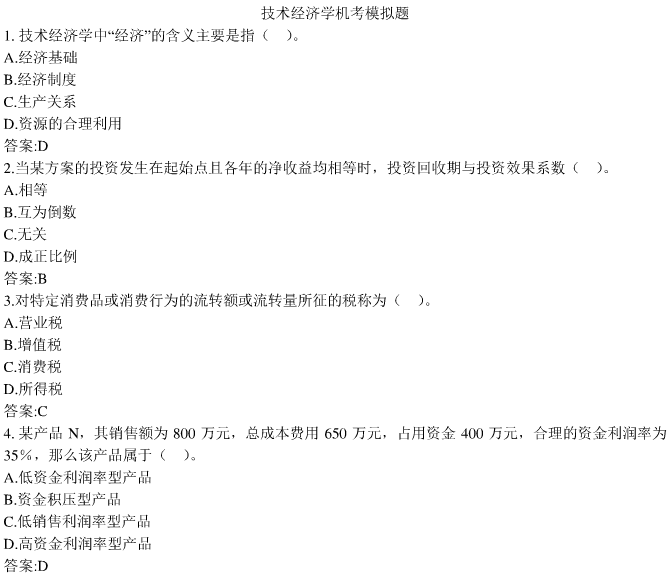 技术经济学机考模拟题
1. 技术经济学中“经济”的含义主要是指（　）。
A.经济基础
B.经济制度
C.生产关系
D.资源的合理利用
答案:D
2.当某方案的投资发生在起始点且各年的净收益均相等时，投资回收期与投资效果系数（　）。
A.相等
B.互为倒数
C.无关
D.成正比例
答案:B
3.对特定消费品或消费行为的流转额或流转量所征的税称为（　）。
A.营业税
B.增值税
C.消费税
D.所得税
答案:C
4. 某产品 N，其销售额为 800 万元，总成本费用 650 万元，占用资金 400 万元，合理的资金利润率为
35%，那么该产品属于（　）。
A.低资金利润率型产品
B.资金积压型产品
C.低销售利润率型产品
D.高资金利润率型产品
答案:D